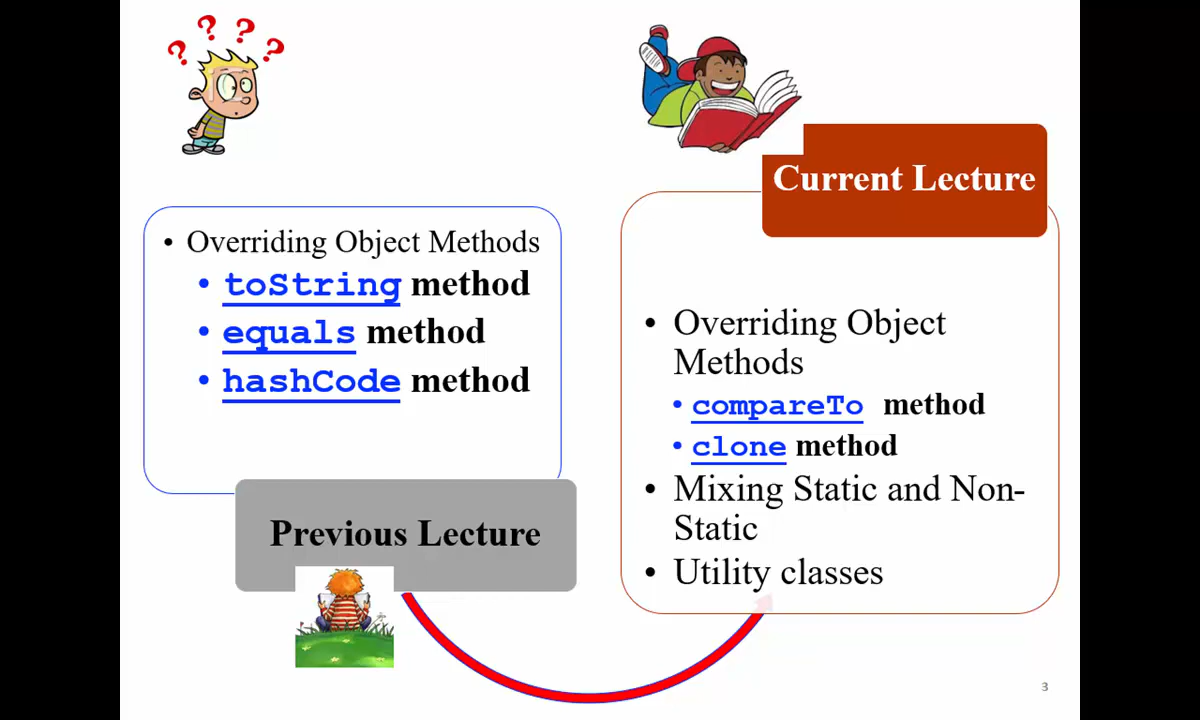 ? ? ? ?
• Overriding Object Methods
• toString method
• equals method
• hashCode method
Previous Lecture
Current Lecture
• Overriding Object
Methods
• compareTo method
• clone method
• Mixing Static and Non-
Static
• Utility classes
3